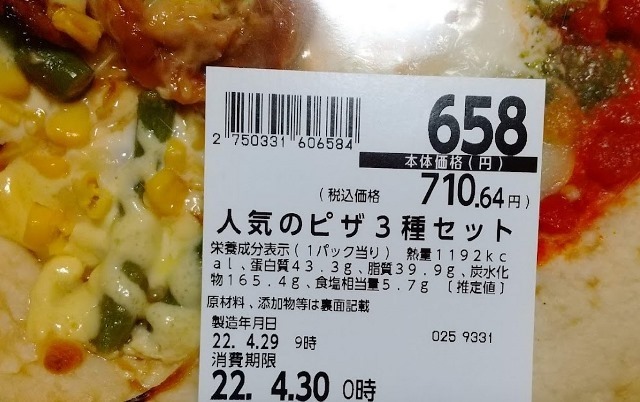 658
2 750331 606584
本体価格(円)
(税込価格 710.64円)
人気のピザ3種セット
栄養成分表示(1パック当り) 熱量1192kc
al、蛋白質43.3g、脂質39.9g、炭水化
物165.4g、食塩相当量5.7g 〔推定値〕
原材料、添加物等は裏面記載
製造年月日
22. 4.29 9時
025 9331
消費期限
22. 4.30 0時